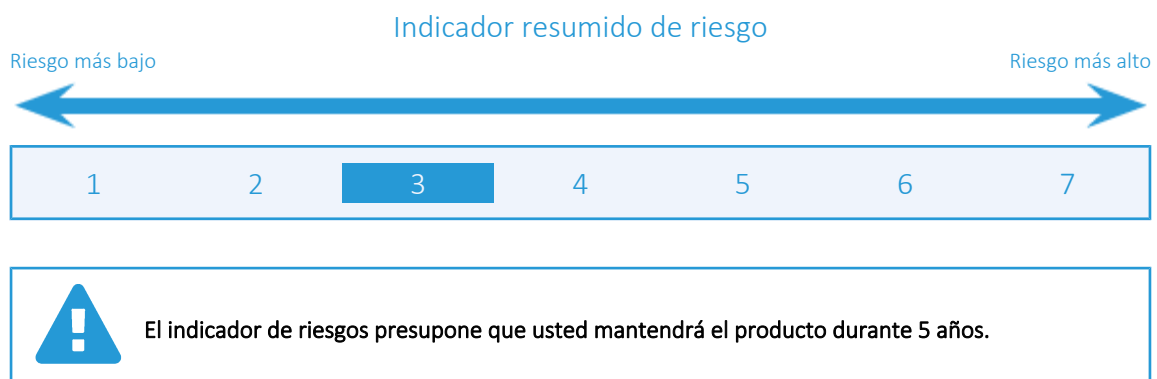 Indicador resumido de riesgo
Riesgo más bajo Riesgo más alto
1 2 3 4 5 6 7
El indicador de riesgos presupone que usted mantendrá el producto durante 5 años.